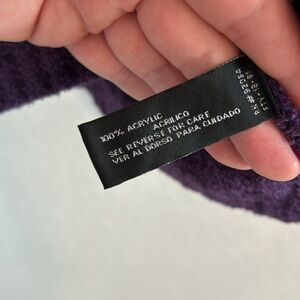 100% ACRYLIC
ACRILICO
SEE REVERSE FOR CARE
VER AL DORSO PARA CUIDADO